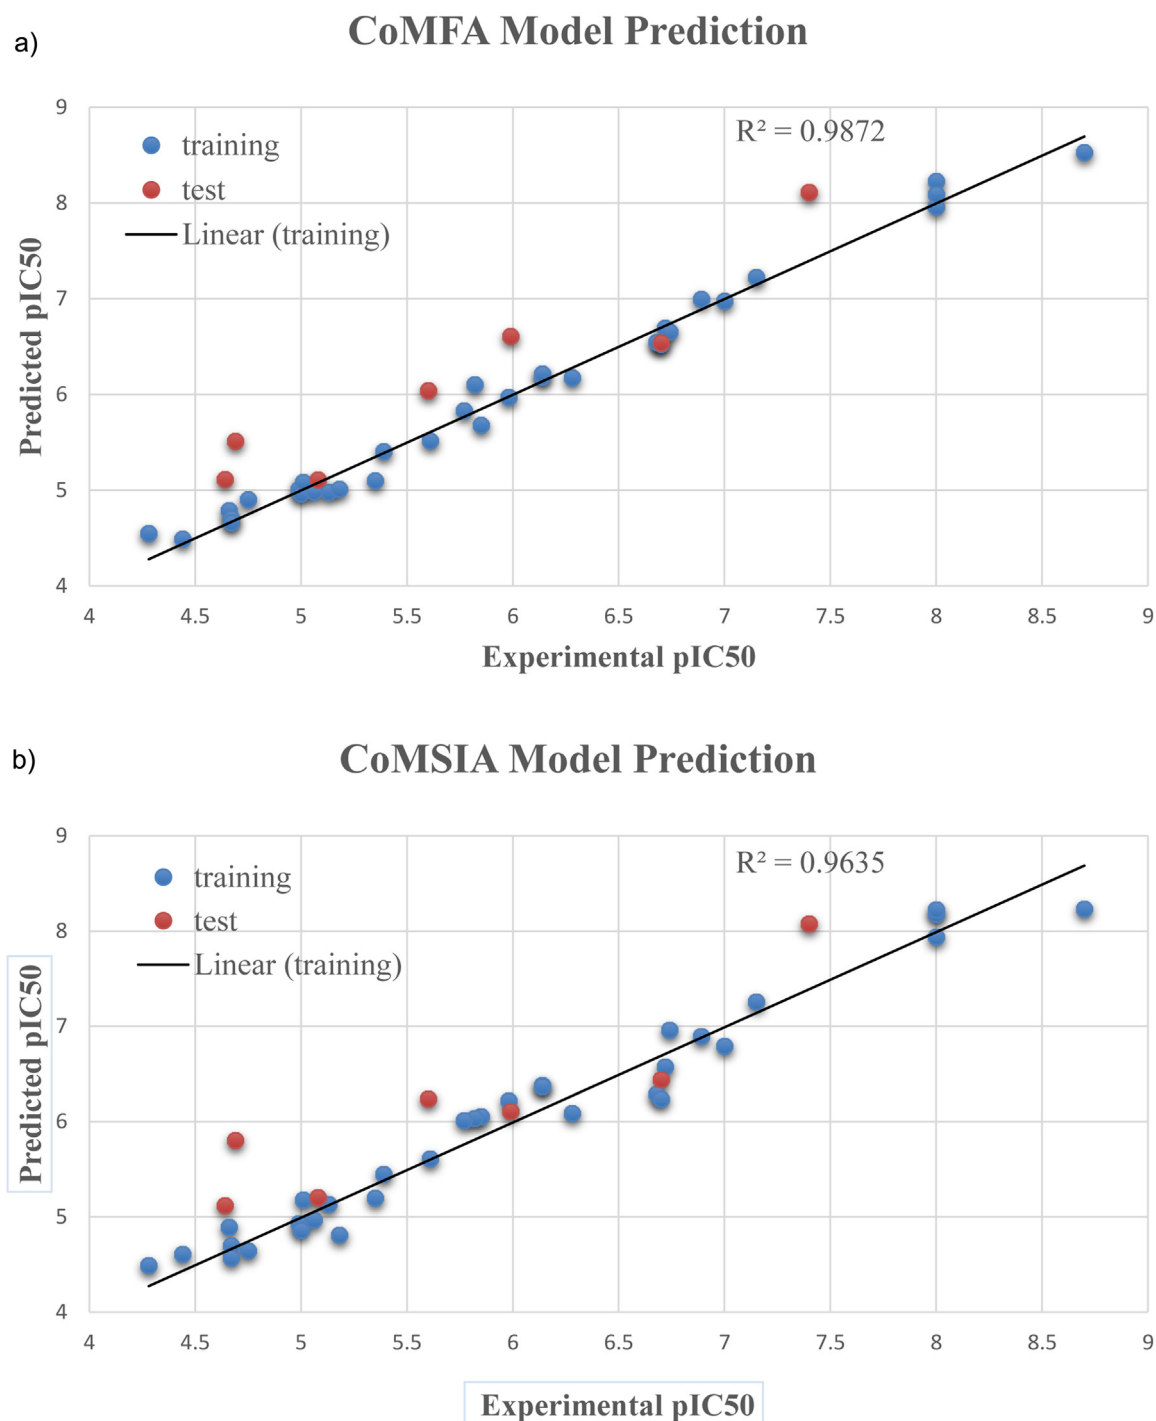 a)
CoMFA Model Prediction
9
8
7
6
5
4
training
test
Linear (training)
R² = 0.9872
Predicted pIC50
4 4.5 5 5.5 6 6.5 7 7.5 8 8.5 9
Experimental pIC50
b)
CoMSIA Model Prediction
9
8
7
6
5
4
training
test
Linear (training)
R² = 0.9635
Predicted pIC50
4 4.5 5 5.5 6 6.5 7 7.5 8 8.5 9
Experimental pIC50